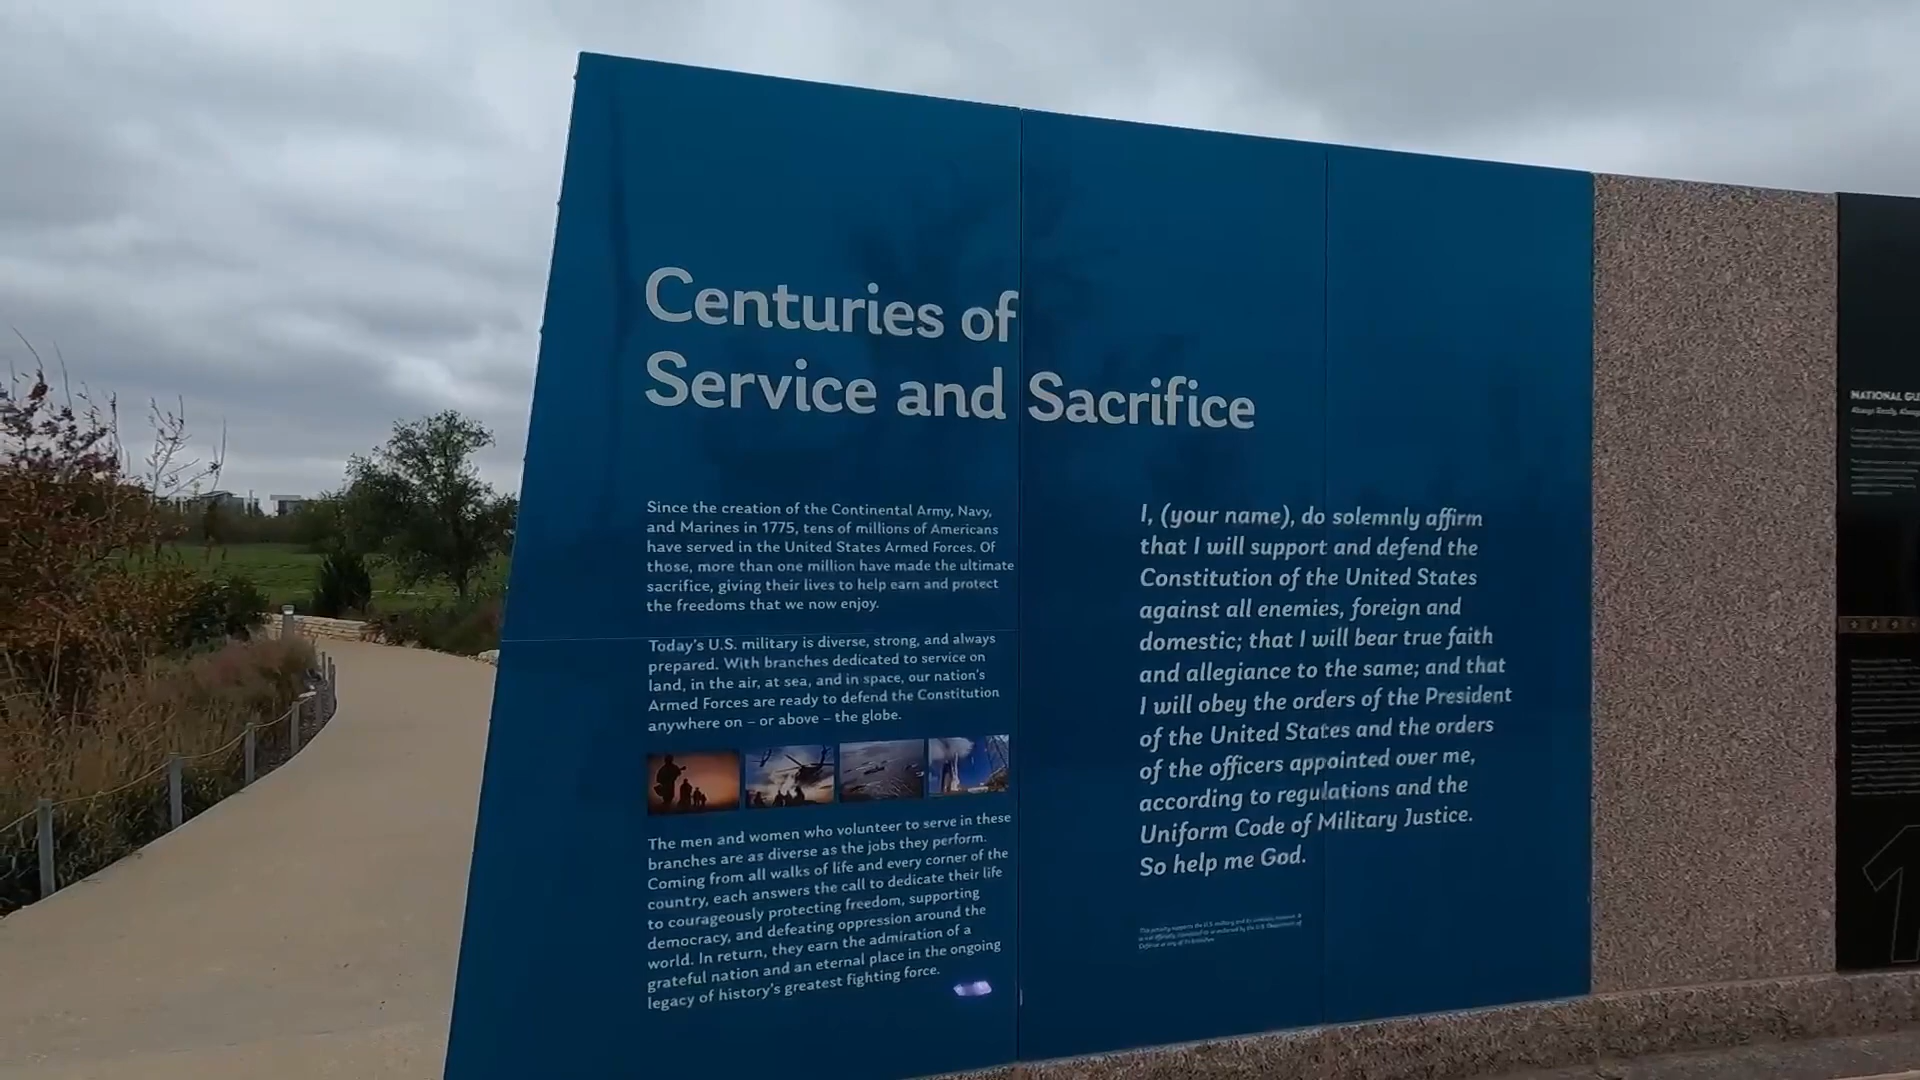 Centuries of
Service and Sacrifice
Since the creation of the Continental Army, Navy,
and Marines in 1775, tens of millions of Americans
have served in the United States Armed Forces. Of
those, more than one million have made the ultimate
sacrifice, giving their lives to help earn and protect
the freedoms that we now enjoy.
Today's U.S. military is diverse, strong, and always
prepared. With branches dedicated to service on
land, in the air, at sea, and in space, our nation's
Armed Forces are ready to defend the Constitution
anywhere on – or above – the globe.
The men and women who volunteer to serve in these
branches are as diverse as the jobs they perform.
Coming from all walks of life and every corner of the
country, each answers the call to dedicate their life
to courageously protecting freedom, supporting
democracy, and defeating oppression around the
world. In return, they earn the admiration of a
grateful nation and an eternal place in the ongoing
legacy of history's greatest fighting force.
I, (your name), do solemnly affirm
that I will support and defend the
Constitution of the United States
against all enemies, foreign and
domestic; that I will bear true faith
and allegiance to the same; and that
I will obey the orders of the President
of the United States and the orders
of the officers appointed over me,
according to regulations and the
Uniform Code of Military Justice.
So help me God.
NATIONAL GU
Always Ready, Alway
1